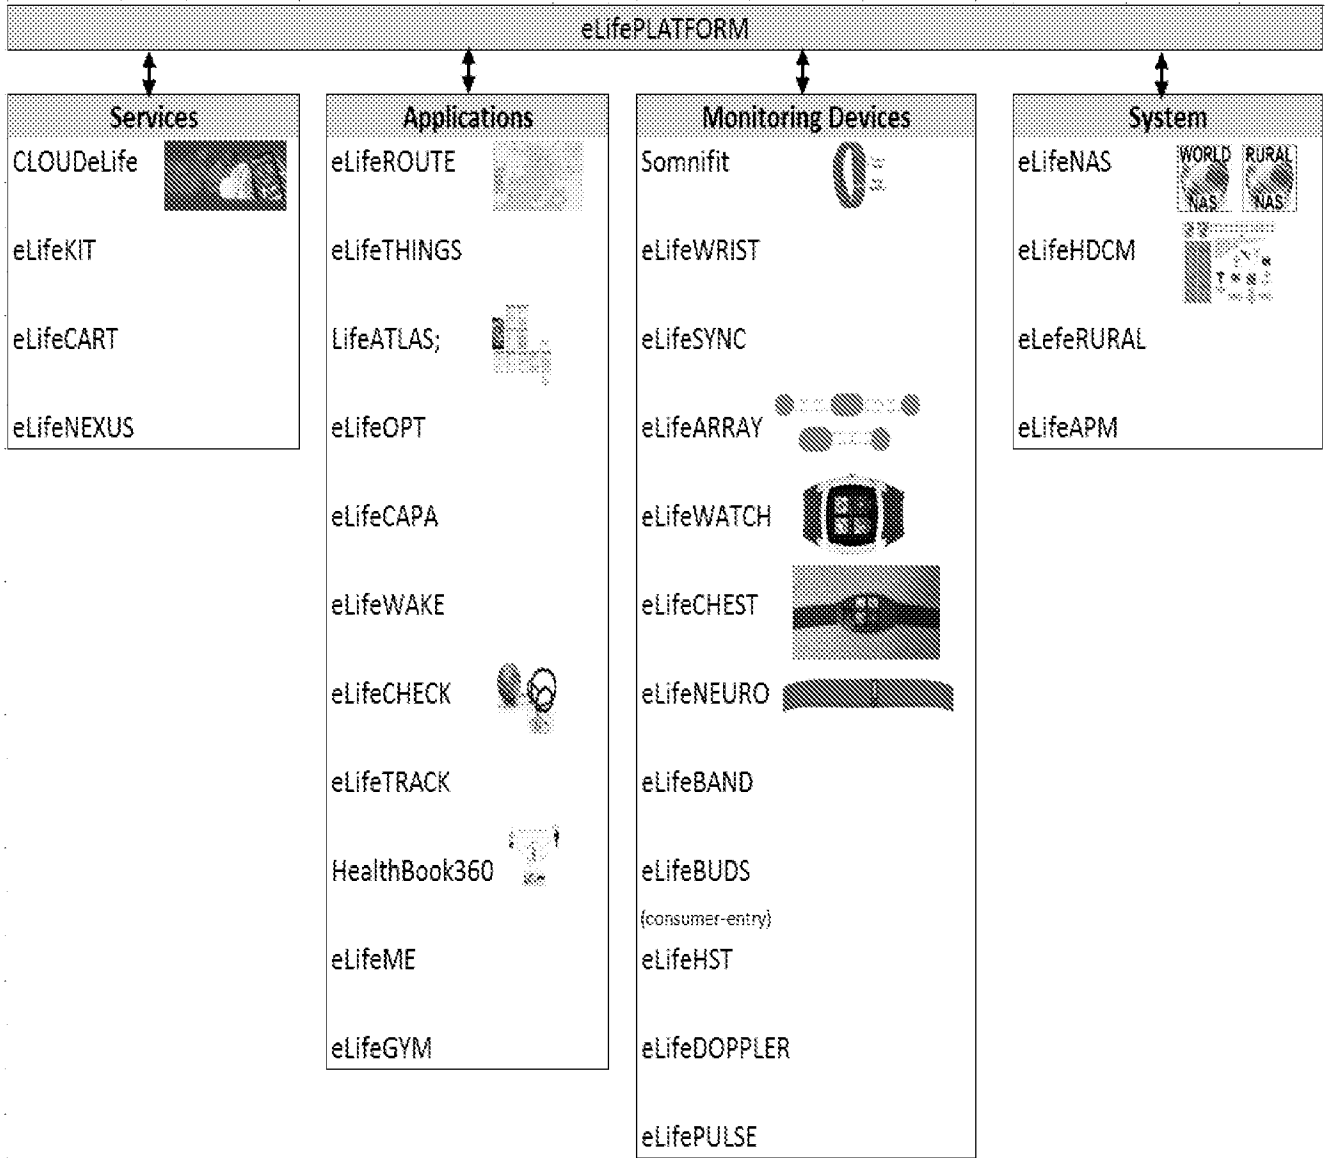 eLifePLATFORM
Services
CLOUDeLife
eLifeKIT
eLifeCART
eLifeNEXUS
Applications
eLifeROUTE
eLifeTHINGS
LifeATLAS;
eLifeOPT
eLifeCAPA
eLifeWAKE
eLifeCHECK
eLifeTRACK
HealthBook360
eLifeME
eLifeGYM
Monitoring Devices
Somnifit
eLifeWRIST
eLifeSYNC
eLifeARRAY
eLifeWATCH
eLifeCHEST
eLifeNEURO
eLifeBAND
eLifeBUDS
(consumer-entry)
eLifeHST
eLifeDOPPLER
eLifePULSE
System
eLifeNAS
WORLD
NAS
RURAL
NAS
eLifeHDCM
eLefeRURAL
eLifeAPM